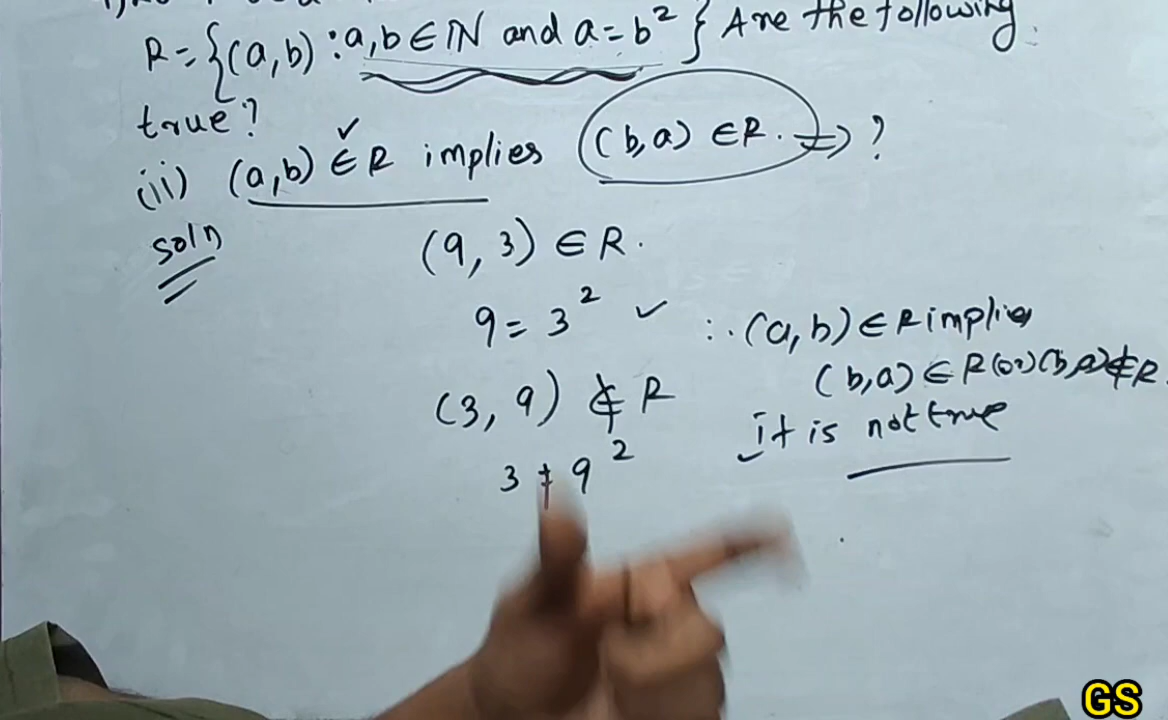 R = {(a, b) : a, b ∈ IN and a = b² } Are the following
true?
(ii) (a, b) ∈ R implies (b, a) ∈ R. => ?
soln
(9, 3) ∈ R.
9 = 3²
(3, 9) ∉ R
3 ≠ 9²
∴ (a, b) ∈ R implies
(b, a) ∈ R (or) (b, a) ∉ R.
it is not true
GS